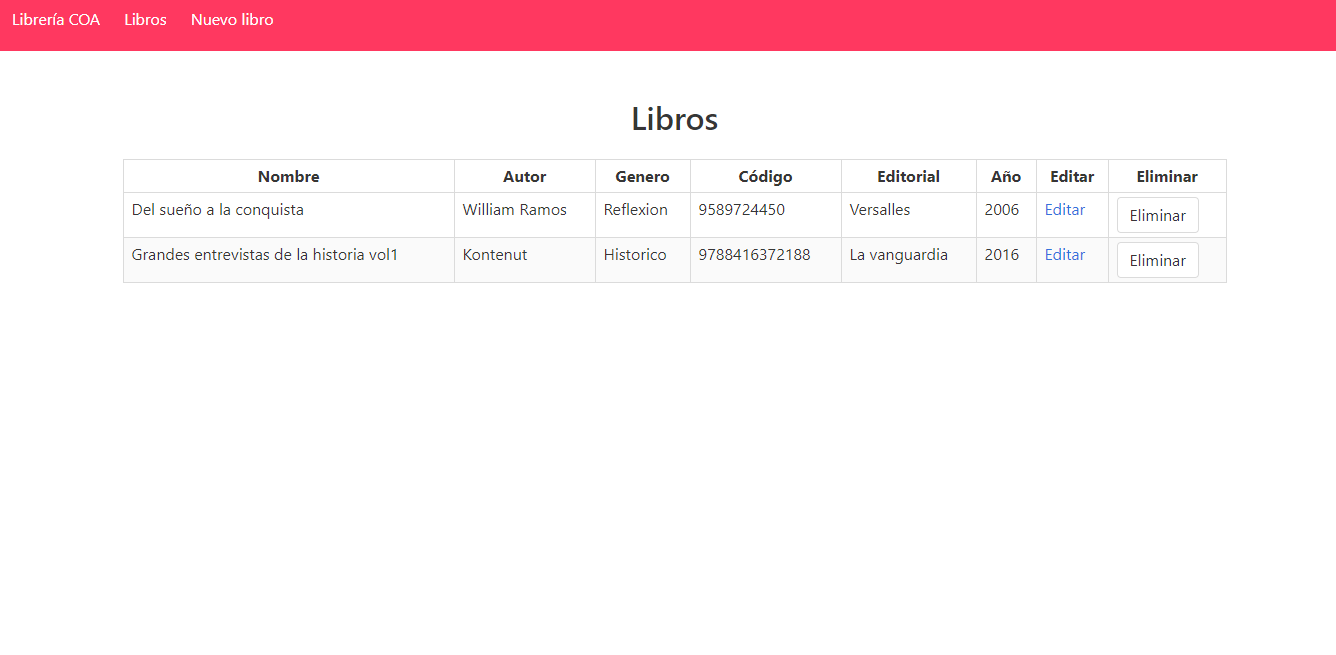 Librería COA Libros Nuevo libro
Libros
Nombre Autor Genero Código Editorial Año Editar Eliminar
Del sueño a la conquista William Ramos Reflexion 9589724450 Versalles 2006 Editar Eliminar
Grandes entrevistas de la historia vol1 Kontenut Historico 9788416372188 La vanguardia 2016 Editar Eliminar